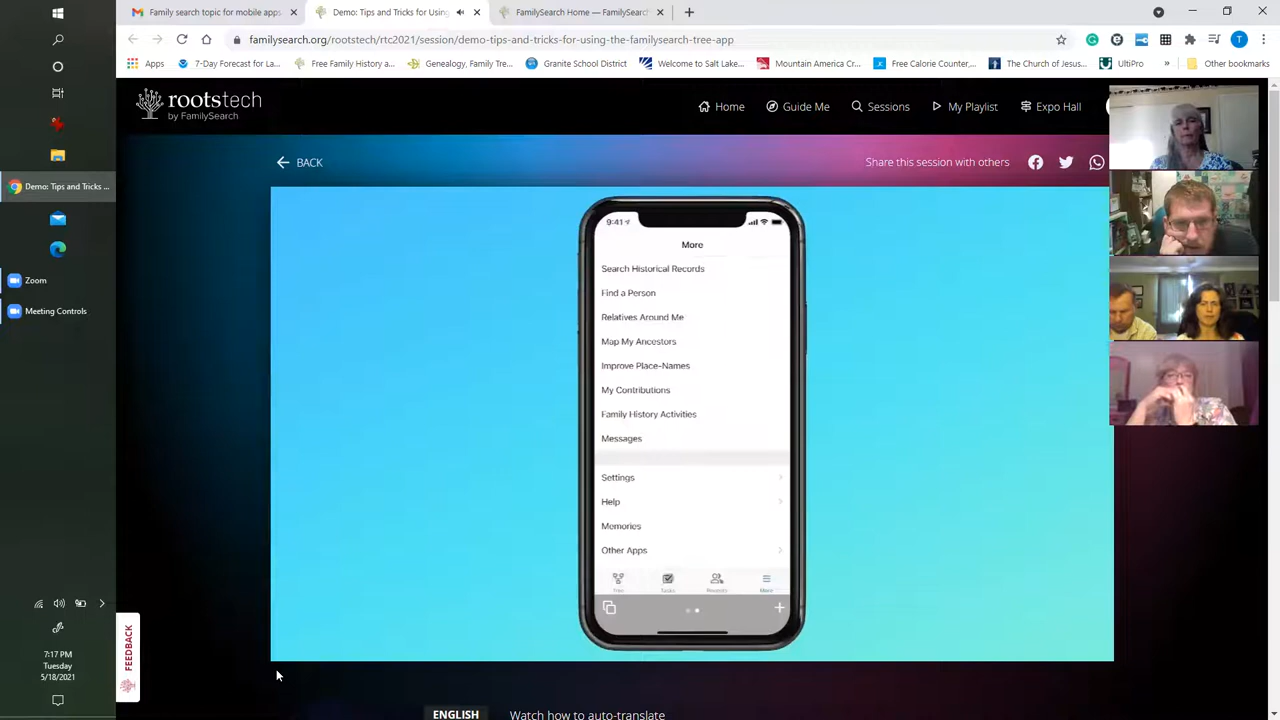 Family search topic for mobile apps
Demo: Tips and Tricks for Using
FamilySearch Home — FamilySearch
familysearch.org/rootstech/rtc2021/session/demo-tips-and-tricks-for-using-the-familysearch-tree-app
T
Apps
7-Day Forecast for La...
Free Family History a...
Genealogy, Family Tre...
Granite School District
Welcome to Salt Lake...
Mountain America Cr...
Free Calorie Counter,...
The Church of Jesus...
UltiPro
»
Other bookmarks
rootstech
by FamilySearch
Home
Guide Me
Sessions
My Playlist
Expo Hall
BACK
Share this session with others
Demo: Tips and Tricks ...
Zoom
Meeting Controls
9:41
More
Search Historical Records
Find a Person
Relatives Around Me
Map My Ancestors
Improve Place-Names
My Contributions
Family History Activities
Messages
Settings
Help
Memories
Other Apps
Tree
Tasks
More
7:17 PM
Tuesday
5/18/2021
FEEDBACK
ENGLISH
Watch how to auto-translate